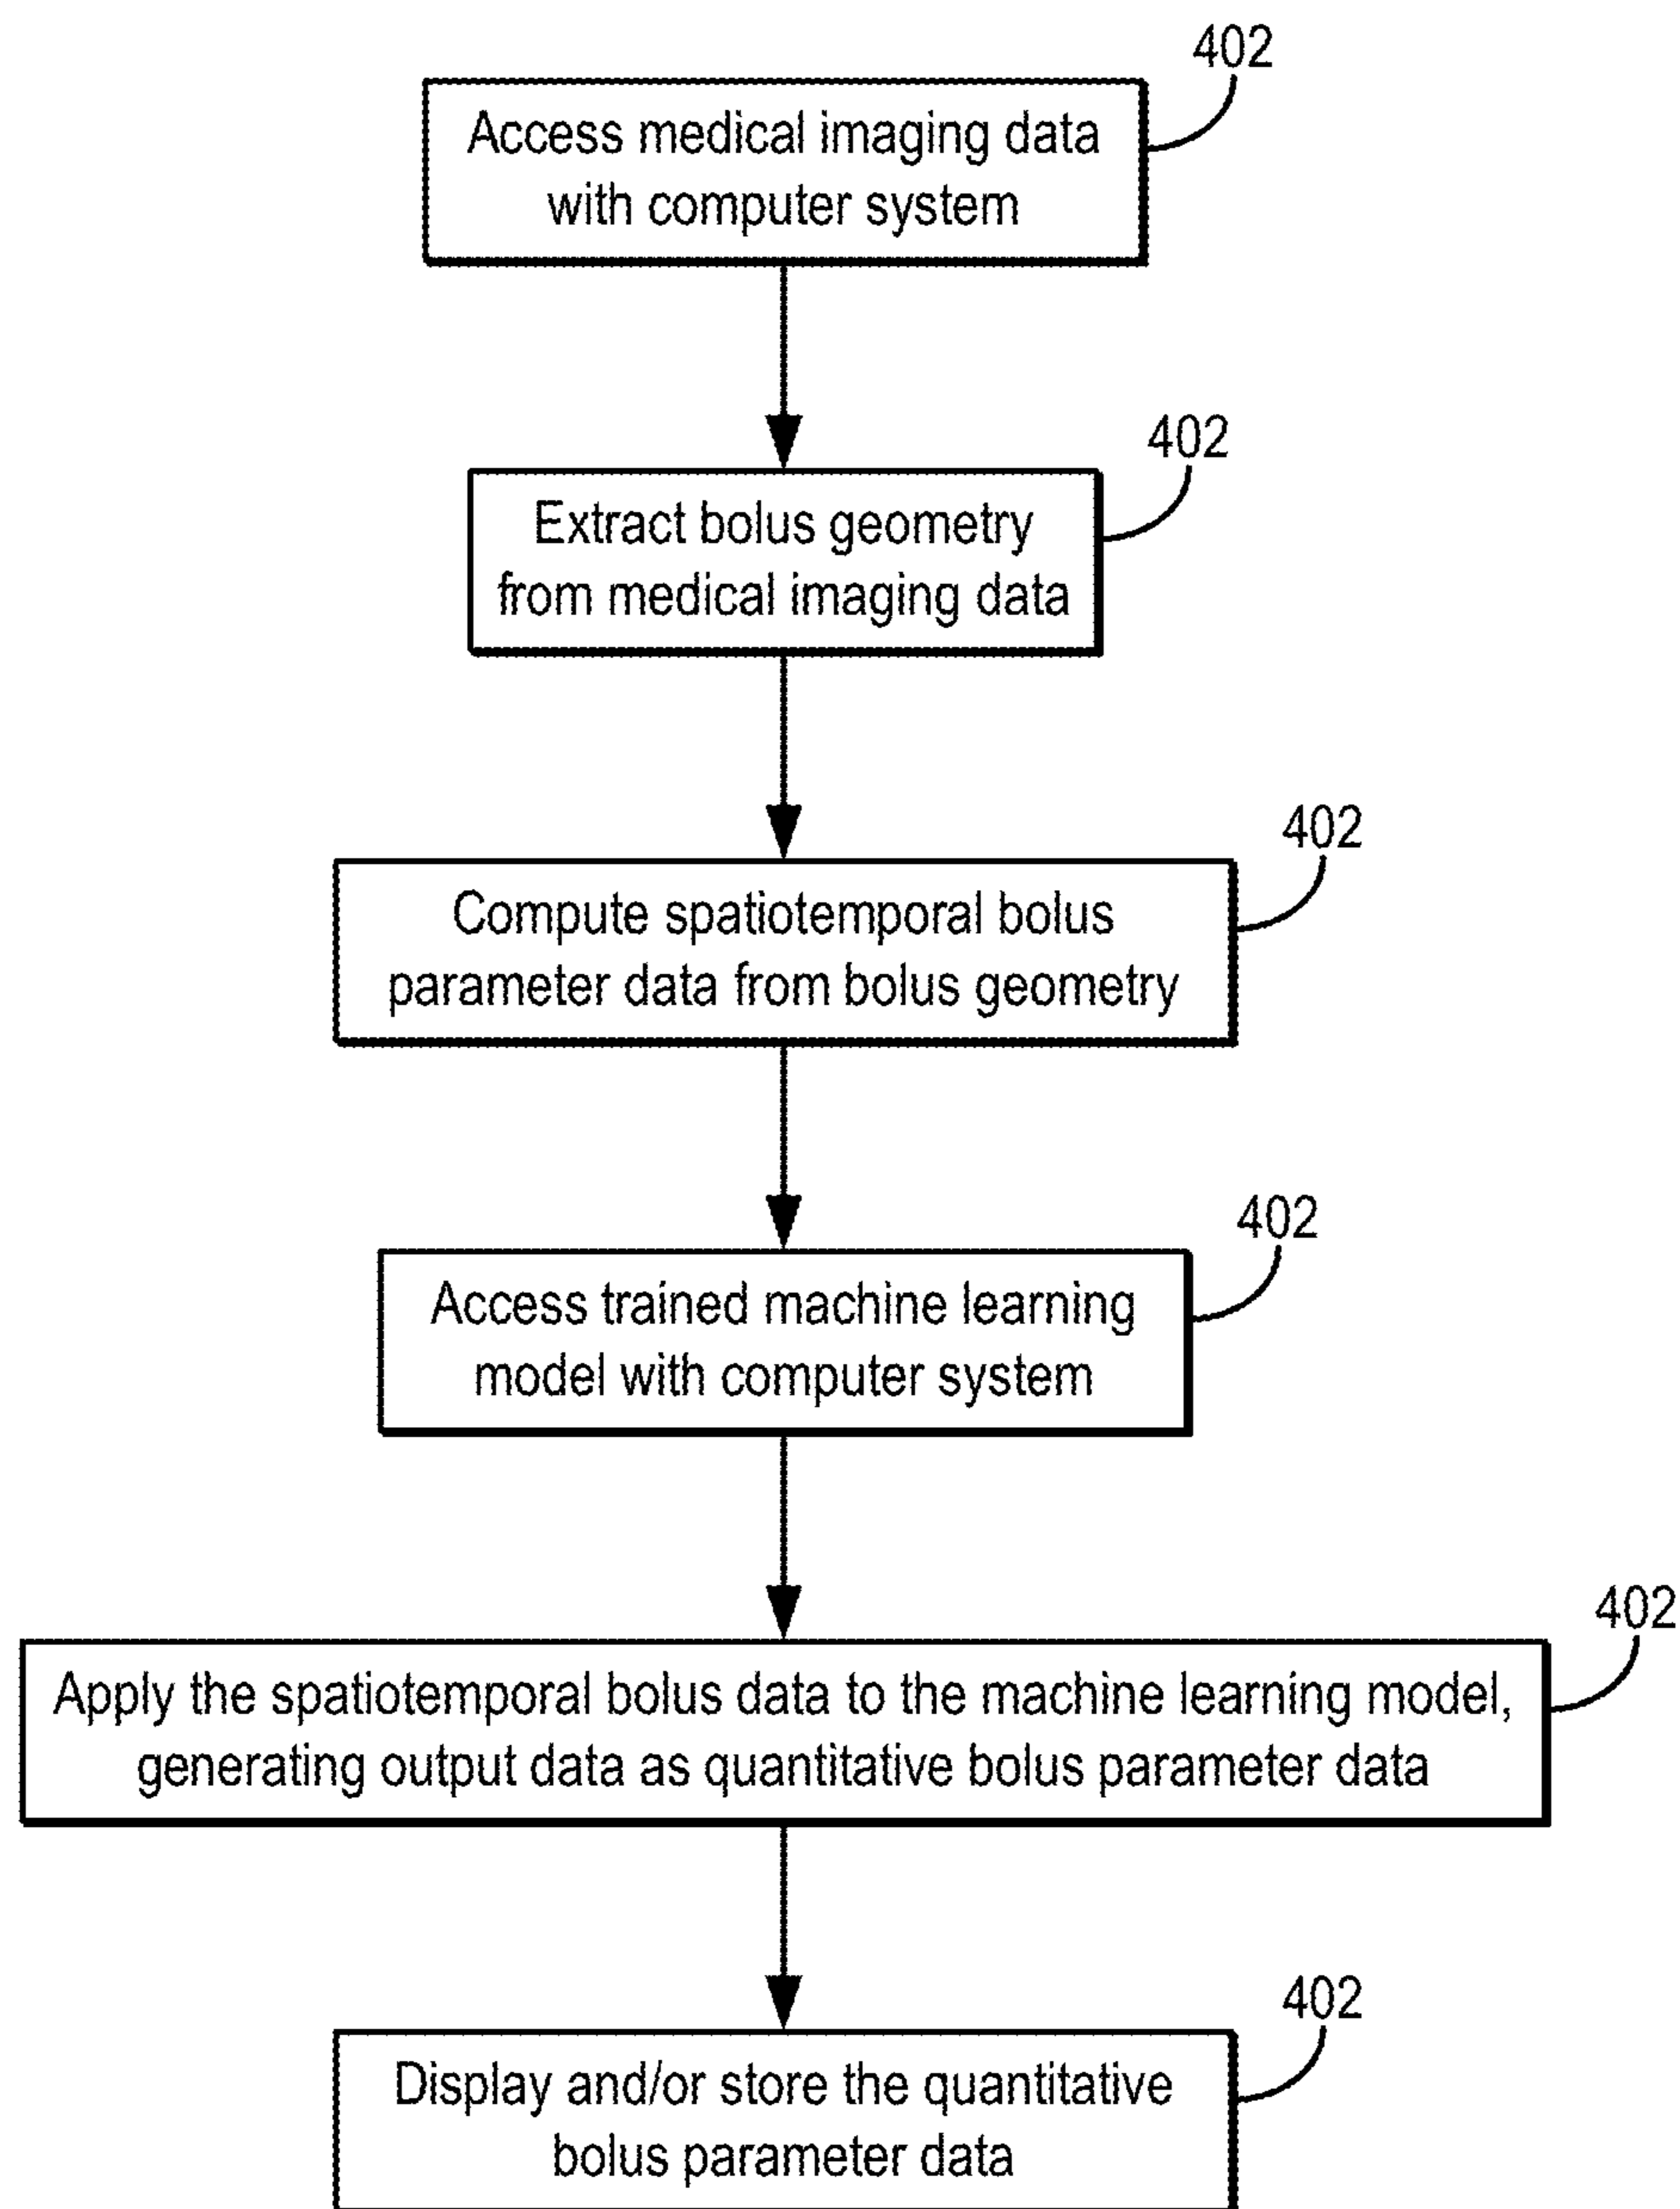 402
Access medical imaging data
with computer system
402
Extract bolus geometry
from medical imaging data
402
Compute spatiotemporal bolus
parameter data from bolus geometry
402
Access trained machine learning
model with computer system
402
Apply the spatiotemporal bolus data to the machine learning model,
generating output data as quantitative bolus parameter data
402
Display and/or store the quantitative
bolus parameter data